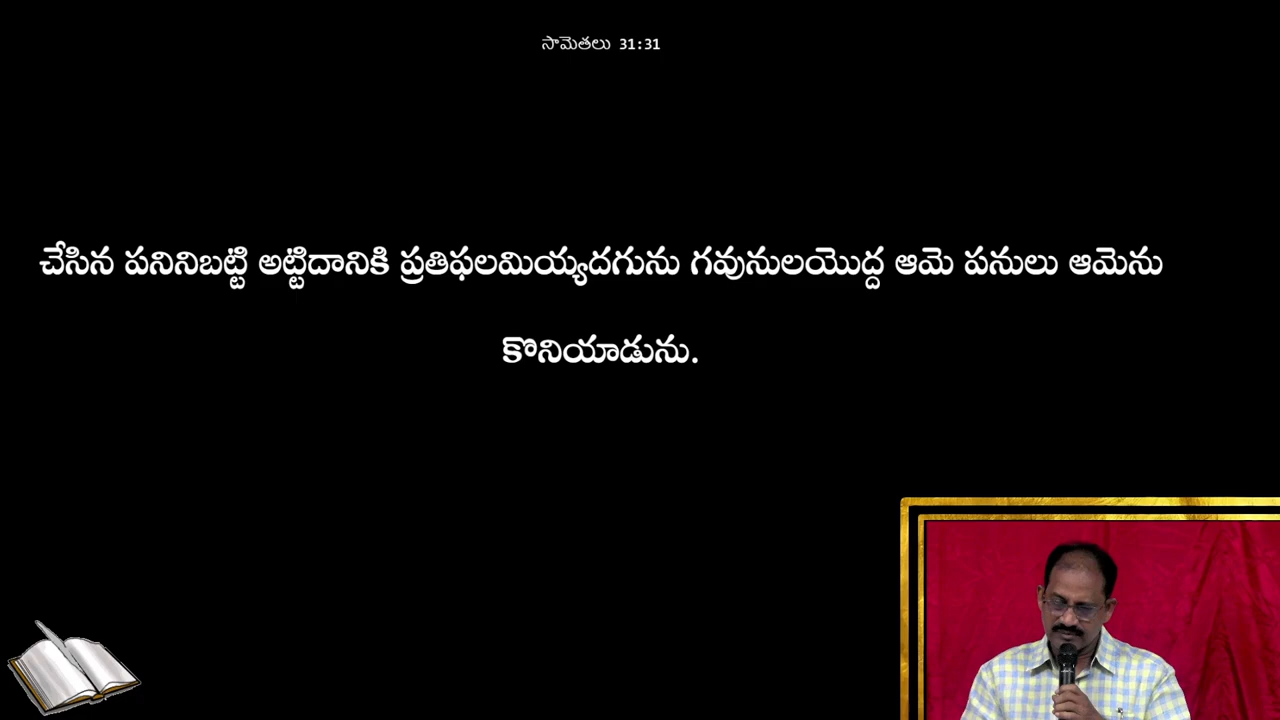 సామెతలు 31:31
చేసిన పనినిబట్టి అట్టిదానికి ప్రతిఫలమియ్యదగును గవునులయొద్ద ఆమె పనులు ఆమెను
కొనియాడును.